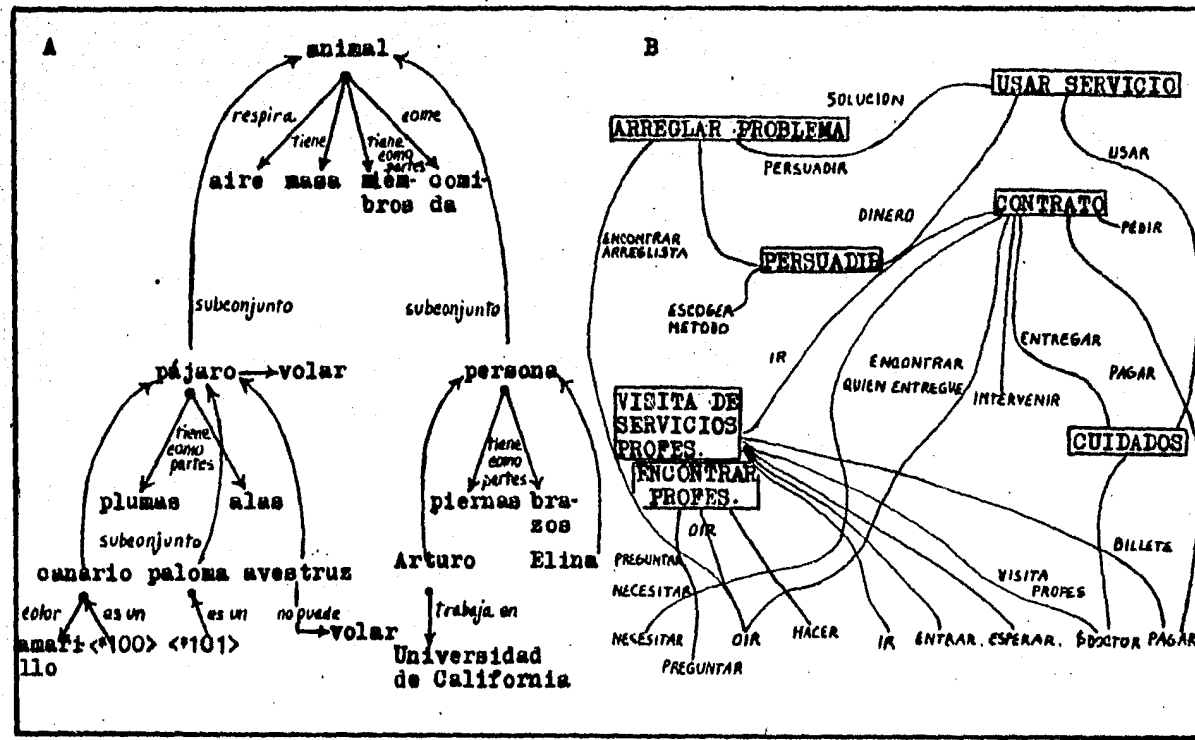 A
animal
respira
tiene
tiene
como
partes
come
aire masa miem- comi-
bros da
subconjunto
subconjunto
pájaro
volar
persona
tiene
como
partes
tiene
como
partes
plumas alas
piernas bra-
zos
subconjunto
canario paloma avestruz
Arturo
Elina
color
es un
es un
no puede
trabaja en
amari <*100> <*101>
llo
volar
Universidad
de California
B
USAR SERVICIO
SOLUCION
ARREGLAR PROBLEMA
USAR
PERSUADIR
CONTRATO
DINERO
PEDIR
ENCONTRAR
ARREGLISTA
PERSUADIR
ESCOGER
METODO
IR
ENTREGAR
ENCONTRAR
QUIEN ENTREGUE
INTERVENIR
PAGAR
VISITA DE
SERVICIOS
PROFES.
CUIDADOS
ENCONTRAR
PROFES.
OIR
PREGUNTAR
BILLETE
VISITA
PROFES
NECESITAR
NECESITAR
OIR
HACER
IR
ENTRAR.
ESPERAR.
DOCTOR
PAGAR
PREGUNTAR